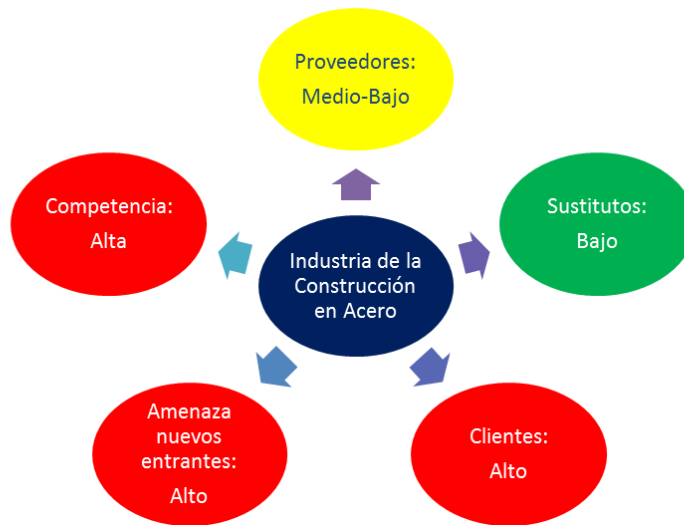 Proveedores:
Medio-Bajo
Competencia:
Alta
Sustitutos:
Bajo
Industria de la
Construcción
en Acero
Amenaza
nuevos
entrantes:
Alto
Clientes:
Alto